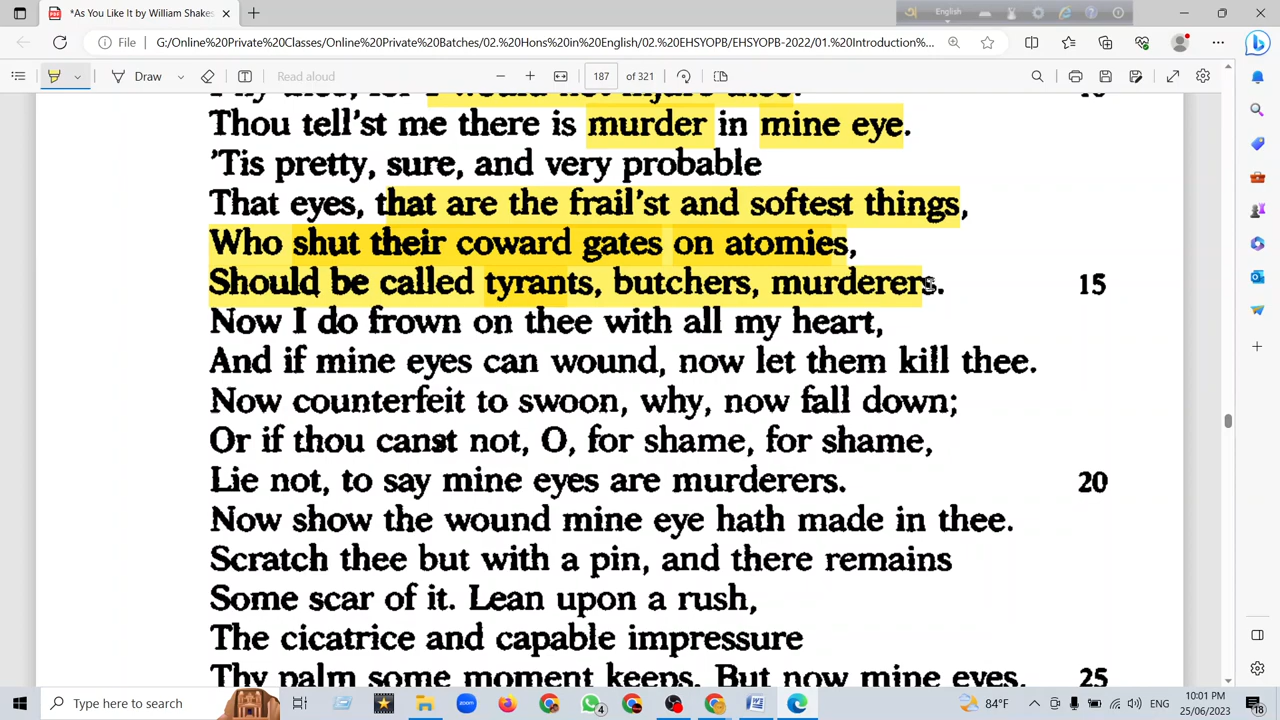 *As You Like It by William Shakes
File
G:/Online%20Private%20Classes/Online%20Private%20Batches/02.%20Hons%20in%20English/02.%20EHSYOPB/EHSYOPB-2022/01.%20Introduction%...
English
Draw
Read aloud
187 of 321
Thou tell'st me there is murder in mine eye.
'Tis pretty, sure, and very probable
That eyes, that are the frail'st and softest things,
Who shut their coward gates on atomies,
Should be called tyrants, butchers, murderers. 15
Now I do frown on thee with all my heart,
And if mine eyes can wound, now let them kill thee.
Now counterfeit to swoon, why, now fall down;
Or if thou canst not, O, for shame, for shame,
Lie not, to say mine eyes are murderers. 20
Now show the wound mine eye hath made in thee.
Scratch thee but with a pin, and there remains
Some scar of it. Lean upon a rush,
The cicatrice and capable impressure
Thy palm some moment keeps. But now mine eyes, 25
Type here to search
84°F
ENG
10:01 PM
25/06/2023
18